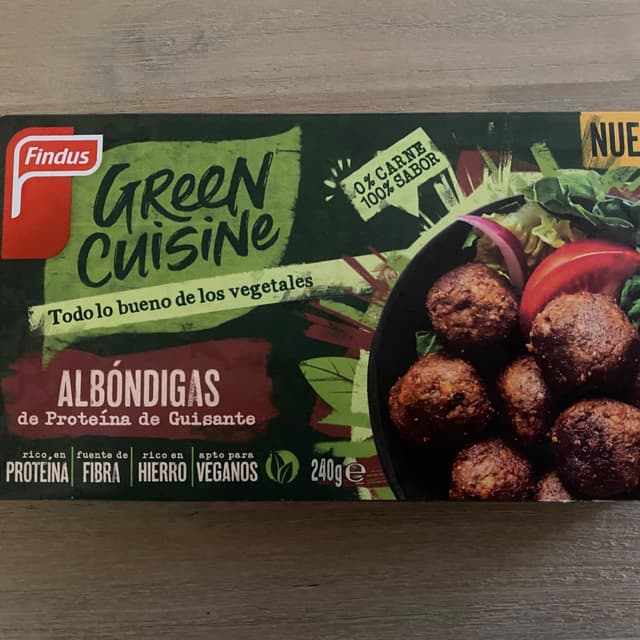 Findus
GREEN
CUISINE
Todo lo bueno de los vegetales
0% CARNE
100% SABOR
NUE
ALBÓNDIGAS
de Proteína de Guisante
rico en
PROTEÍNA
fuente de
FIBRA
rico en
HIERRO
apto para
VEGANOS
240g℮